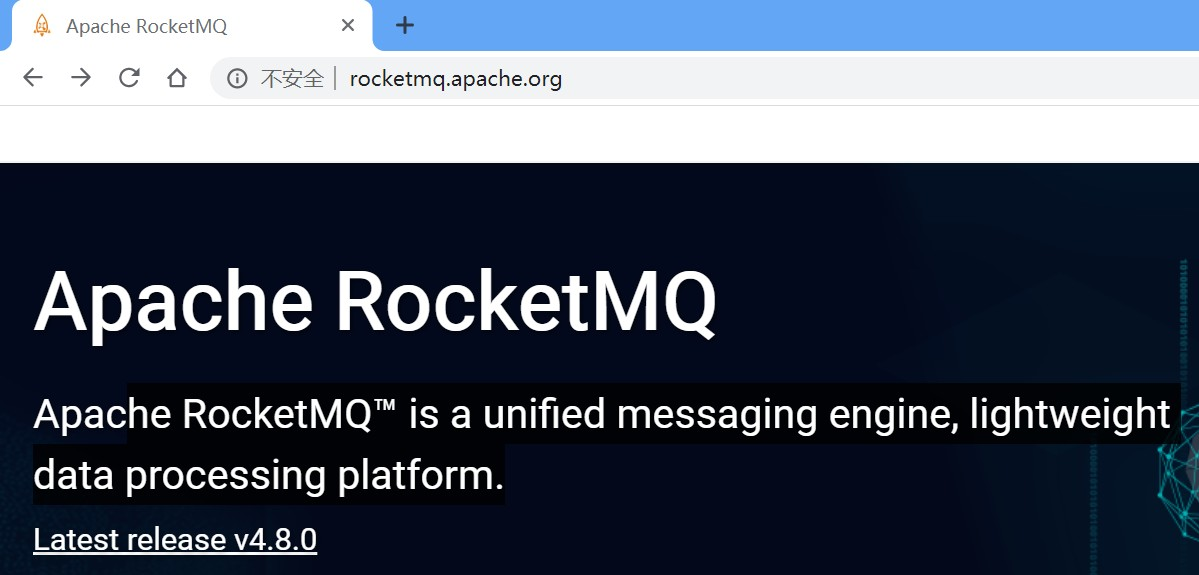 Apache RocketMQ
不安全 | rocketmq.apache.org
Apache RocketMQ
Apache RocketMQ™ is a unified messaging engine, lightweight
data processing platform.
Latest release v4.8.0